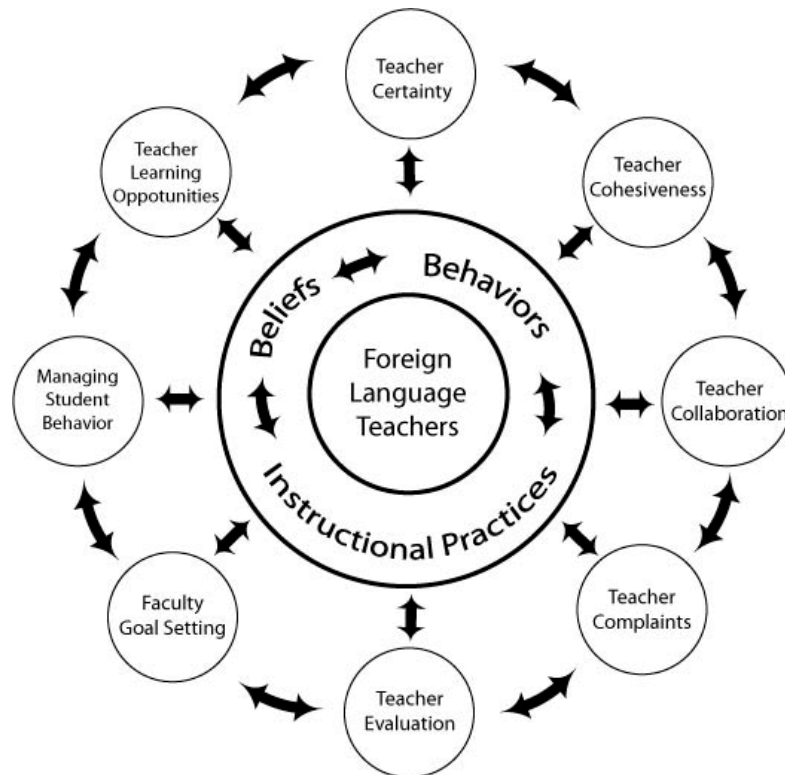 Teacher
Certainty
Teacher
Cohesiveness
Teacher
Collaboration
Teacher
Complaints
Teacher
Evaluation
Faculty
Goal Setting
Managing
Student
Behavior
Teacher
Learning
Oppotunities
Beliefs
Behaviors
Instructional Practices
Foreign
Language
Teachers